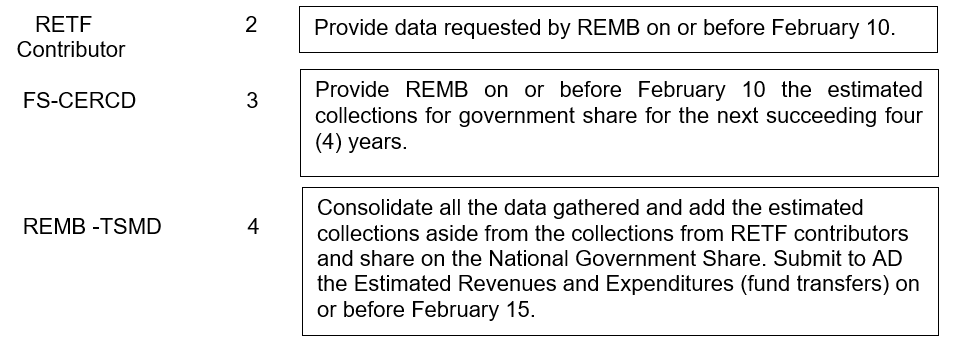 RETF
Contributor
2
Provide data requested by REMB on or before February 10.
FS-CERCD
3
Provide REMB on or before February 10 the estimated
collections for government share for the next succeeding four
(4) years.
REMB -TSMD
4
Consolidate all the data gathered and add the estimated
collections aside from the collections from RETF contributors
and share on the National Government Share. Submit to AD
the Estimated Revenues and Expenditures (fund transfers) on
or before February 15.